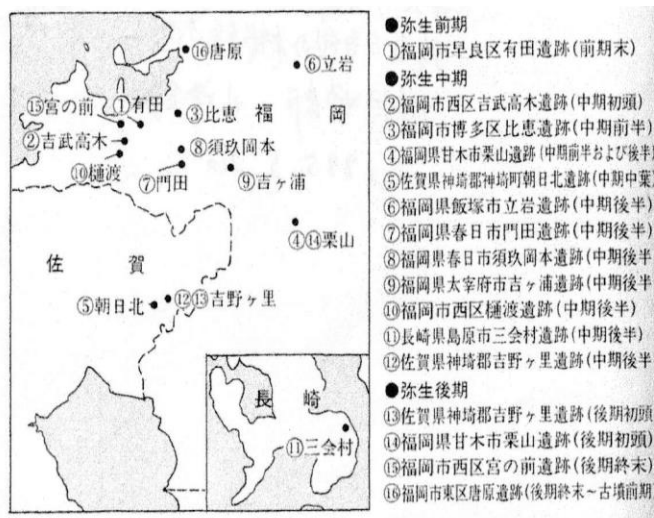 ⑯唐原
⑥立岩
⑮宮の前
①有田
③比恵
福岡
②吉武高木
⑧須玖岡本
⑩樋渡
⑦門田
⑨吉ヶ浦
④⑭栗山
佐賀
⑤朝日北
⑫⑬吉野ヶ里
長崎
⑪三会村
●弥生前期
①福岡市早良区有田遺跡(前期末)
●弥生中期
②福岡市西区吉武高木遺跡(中期初頭)
③福岡市博多区比恵遺跡(中期前半)
④福岡県甘木市栗山遺跡(中期前半および後半)
⑤佐賀県神埼郡神埼町朝日北遺跡(中期中葉)
⑥福岡県飯塚市立岩遺跡(中期後半)
⑦福岡県春日市門田遺跡(中期後半)
⑧福岡県春日市須玖岡本遺跡(中期後半
⑨福岡県太宰府市吉ヶ浦遺跡(中期後半
⑩福岡市西区樋渡遺跡(中期後半)
⑪長崎県島原市三会村遺跡(中期後半)
⑫佐賀県神埼郡吉野ヶ里遺跡(中期後半
●弥生後期
⑬佐賀県神埼郡吉野ヶ里遺跡(後期初頭
⑭福岡県甘木市栗山遺跡(後期初頭)
⑮福岡市西区宮の前遺跡(後期終末)
⑯福岡市東区唐原遺跡(後期終末～古墳前期)